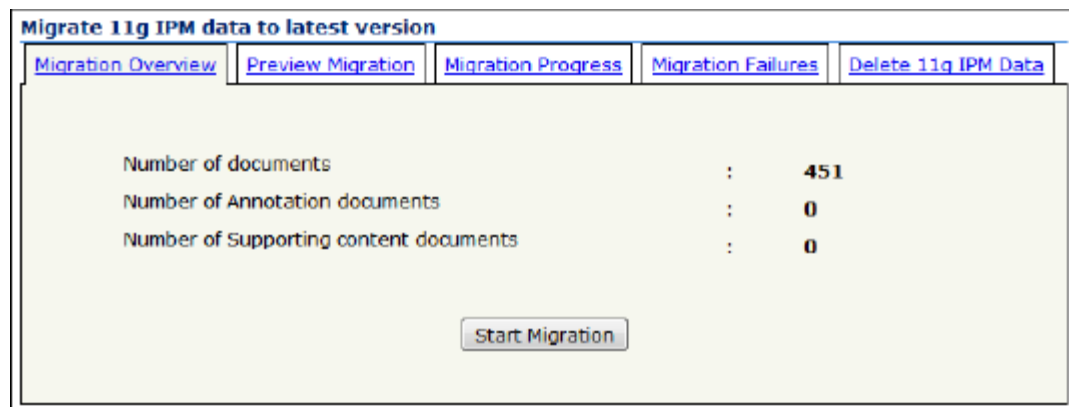 Migrate 11g IPM data to latest version
Migration Overview Preview Migration Migration Progress Migration Failures Delete 11g IPM Data
Number of documents : 451
Number of Annotation documents : 0
Number of Supporting content documents : 0
Start Migration